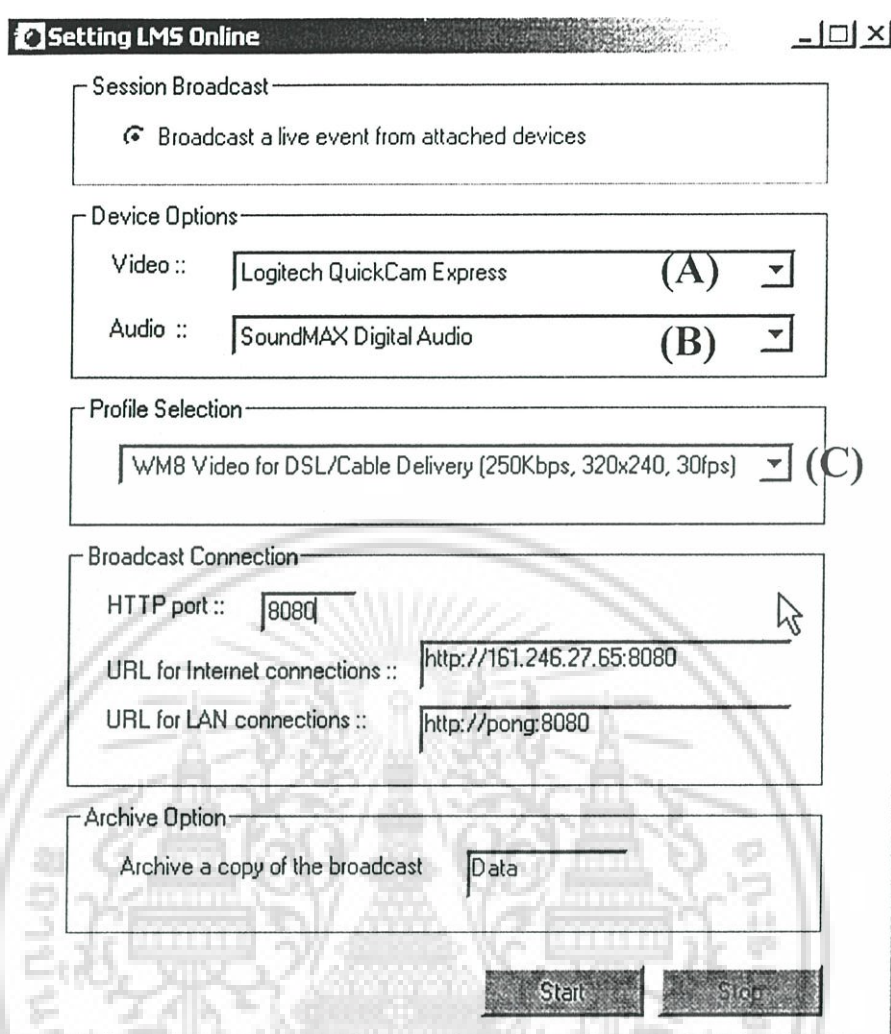 Setting LMS Online
Session Broadcast
Broadcast a live event from attached devices
Device Options
Video :: Logitech QuickCam Express (A)
Audio :: SoundMAX Digital Audio (B)
Profile Selection
WM8 Video for DSL/Cable Delivery (250Kbps, 320x240, 30fps) (C)
Broadcast Connection
HTTP port :: 8080
URL for Internet connections :: http://161.246.27.65:8080
URL for LAN connections :: http://pong:8080
Archive Option
Archive a copy of the broadcast Data
Start Stop